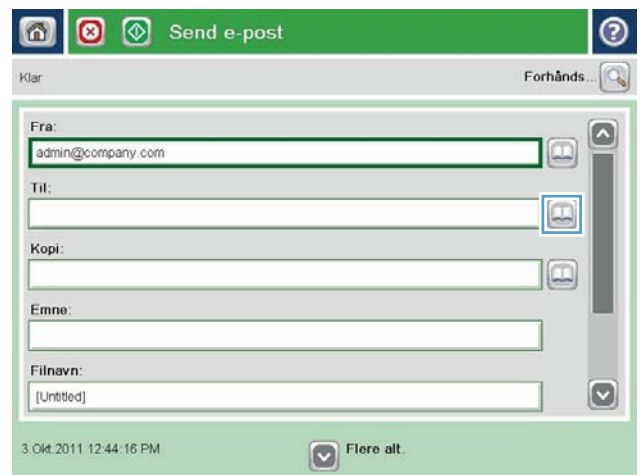 Send e-post
Klar
Forhånds...
Fra:
admin@company.com
Til:
Kopi:
Emne:
Filnavn:
[Untitled]
3.Okt.2011 12:44:16 PM
Flere alt.